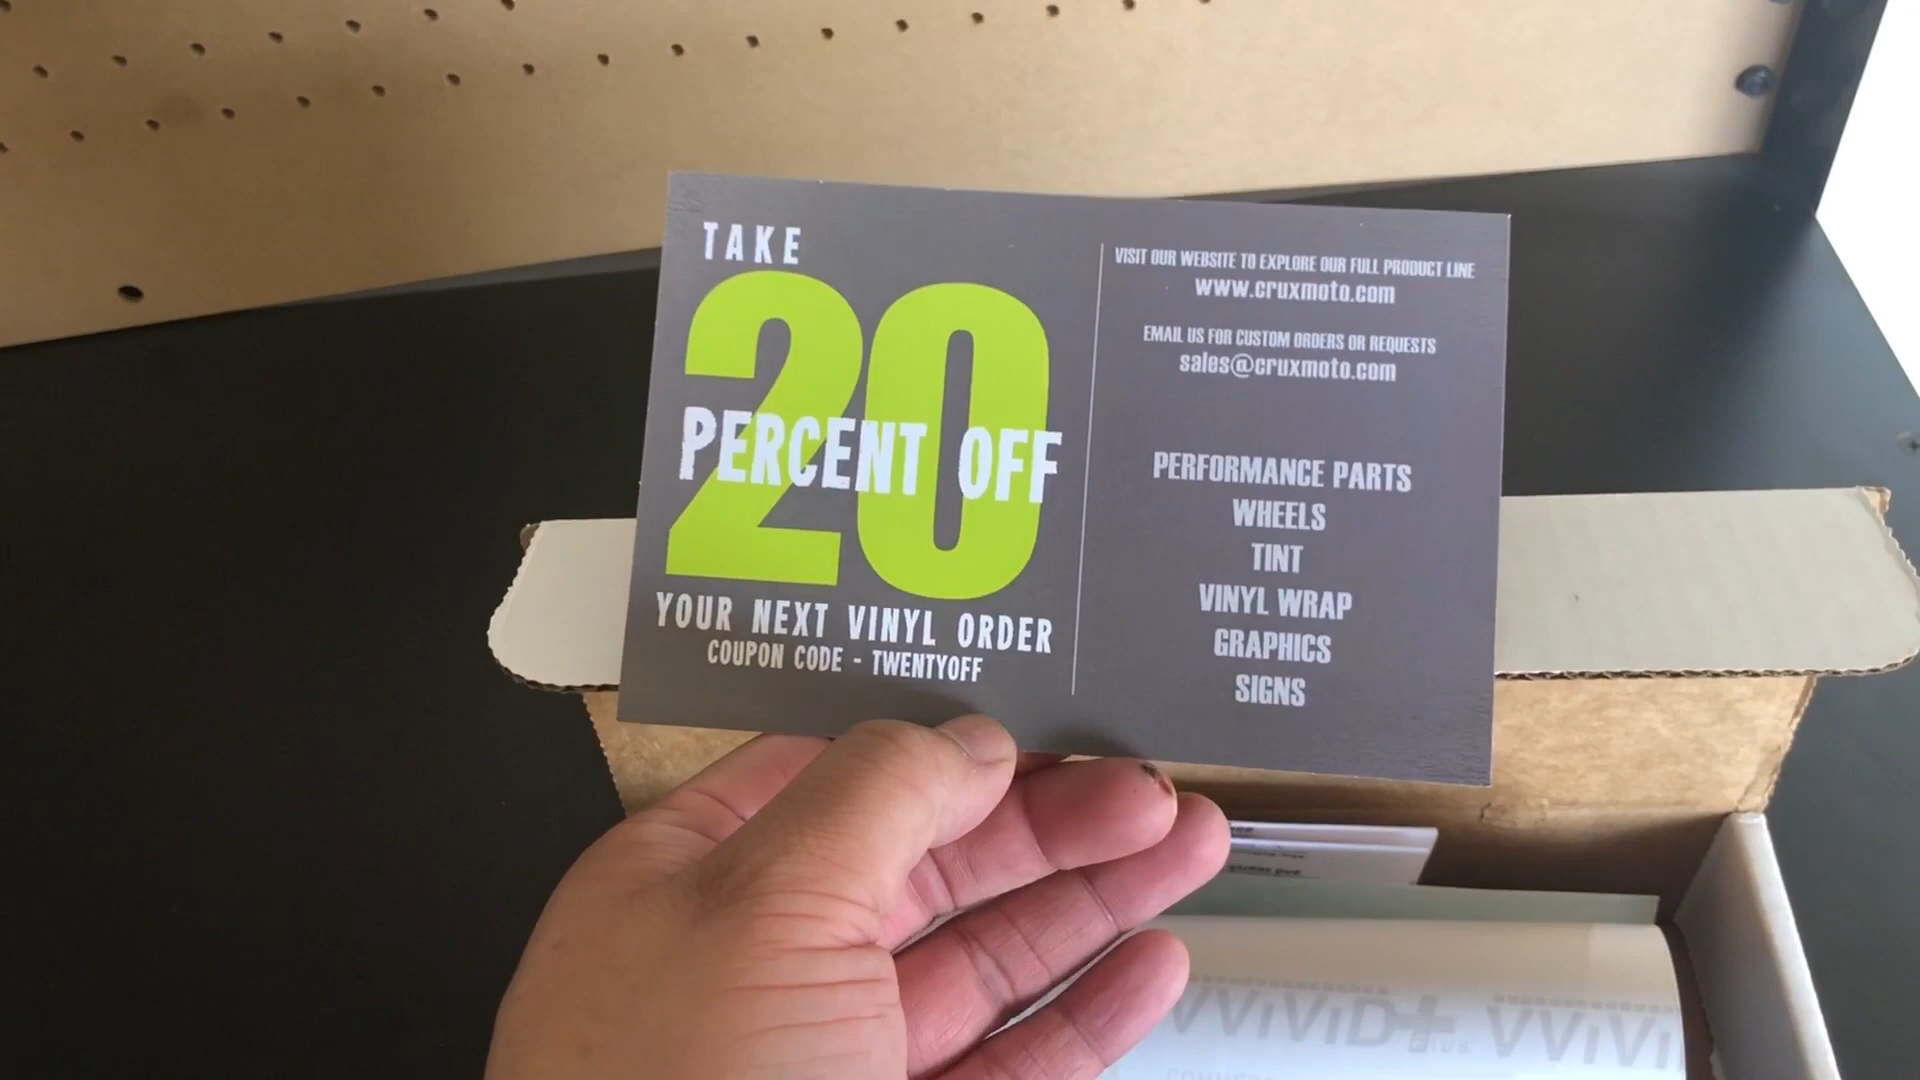 TAKE
20
PERCENT OFF
YOUR NEXT VINYL ORDER
COUPON CODE - TWENTYOFF
VISIT OUR WEBSITE TO EXPLORE OUR FULL PRODUCT LINE
www.cruxmoto.com
EMAIL US FOR CUSTOM ORDERS OR REQUESTS
sales@cruxmoto.com
PERFORMANCE PARTS
WHEELS
TINT
VINYL WRAP
GRAPHICS
SIGNS
VViViD+ VViVi